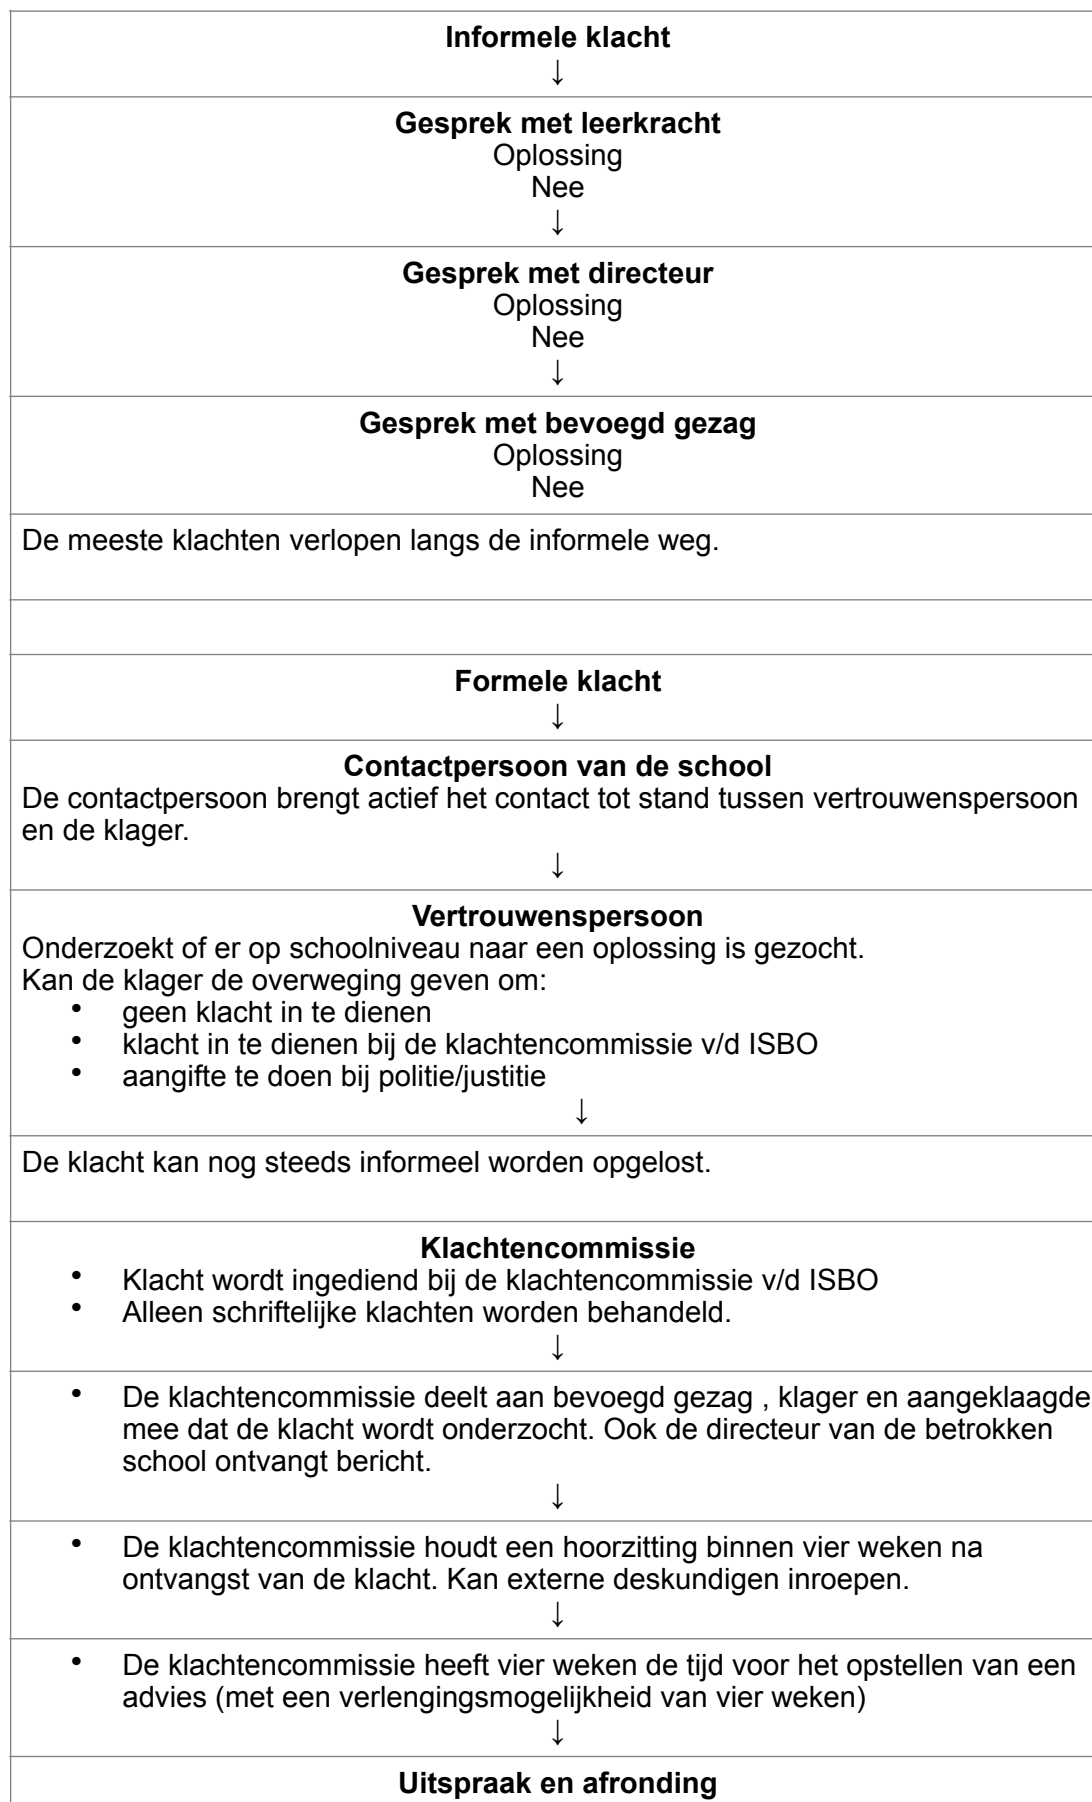 Informele klacht
↓
Gesprek met leerkracht
Oplossing
Nee
↓
Gesprek met directeur
Oplossing
Nee
↓
Gesprek met bevoegd gezag
Oplossing
Nee
De meeste klachten verlopen langs de informele weg.
Formele klacht
↓
Contactpersoon van de school
De contactpersoon brengt actief het contact tot stand tussen vertrouwenspersoon
en de klager.
↓
Vertrouwenspersoon
Onderzoekt of er op schoolniveau naar een oplossing is gezocht.
Kan de klager de overweging geven om:
• geen klacht in te dienen
• klacht in te dienen bij de klachtencommissie v/d ISBO
• aangifte te doen bij politie/justitie
↓
De klacht kan nog steeds informeel worden opgelost.
Klachtencommissie
• Klacht wordt ingediend bij de klachtencommissie v/d ISBO
• Alleen schriftelijke klachten worden behandeld.
↓
• De klachtencommissie deelt aan bevoegd gezag , klager en aangeklaagde
mee dat de klacht wordt onderzocht. Ook de directeur van de betrokken
school ontvangt bericht.
↓
• De klachtencommissie houdt een hoorzitting binnen vier weken na
ontvangst van de klacht. Kan externe deskundigen inroepen.
↓
• De klachtencommissie heeft vier weken de tijd voor het opstellen van een
advies (met een verlengingsmogelijkheid van vier weken)
↓
Uitspraak en afronding